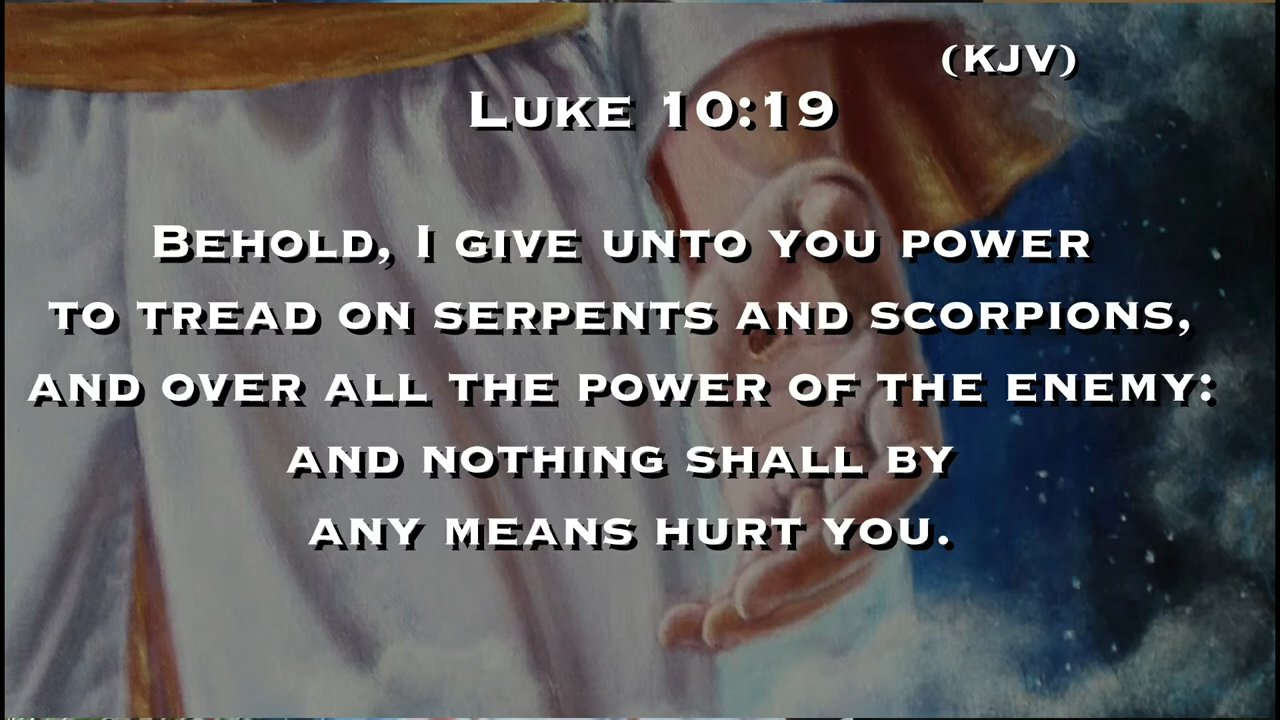 (KJV)
Luke 10:19
Behold, I give unto you power
to tread on serpents and scorpions,
and over all the power of the enemy:
and nothing shall by
any means hurt you.